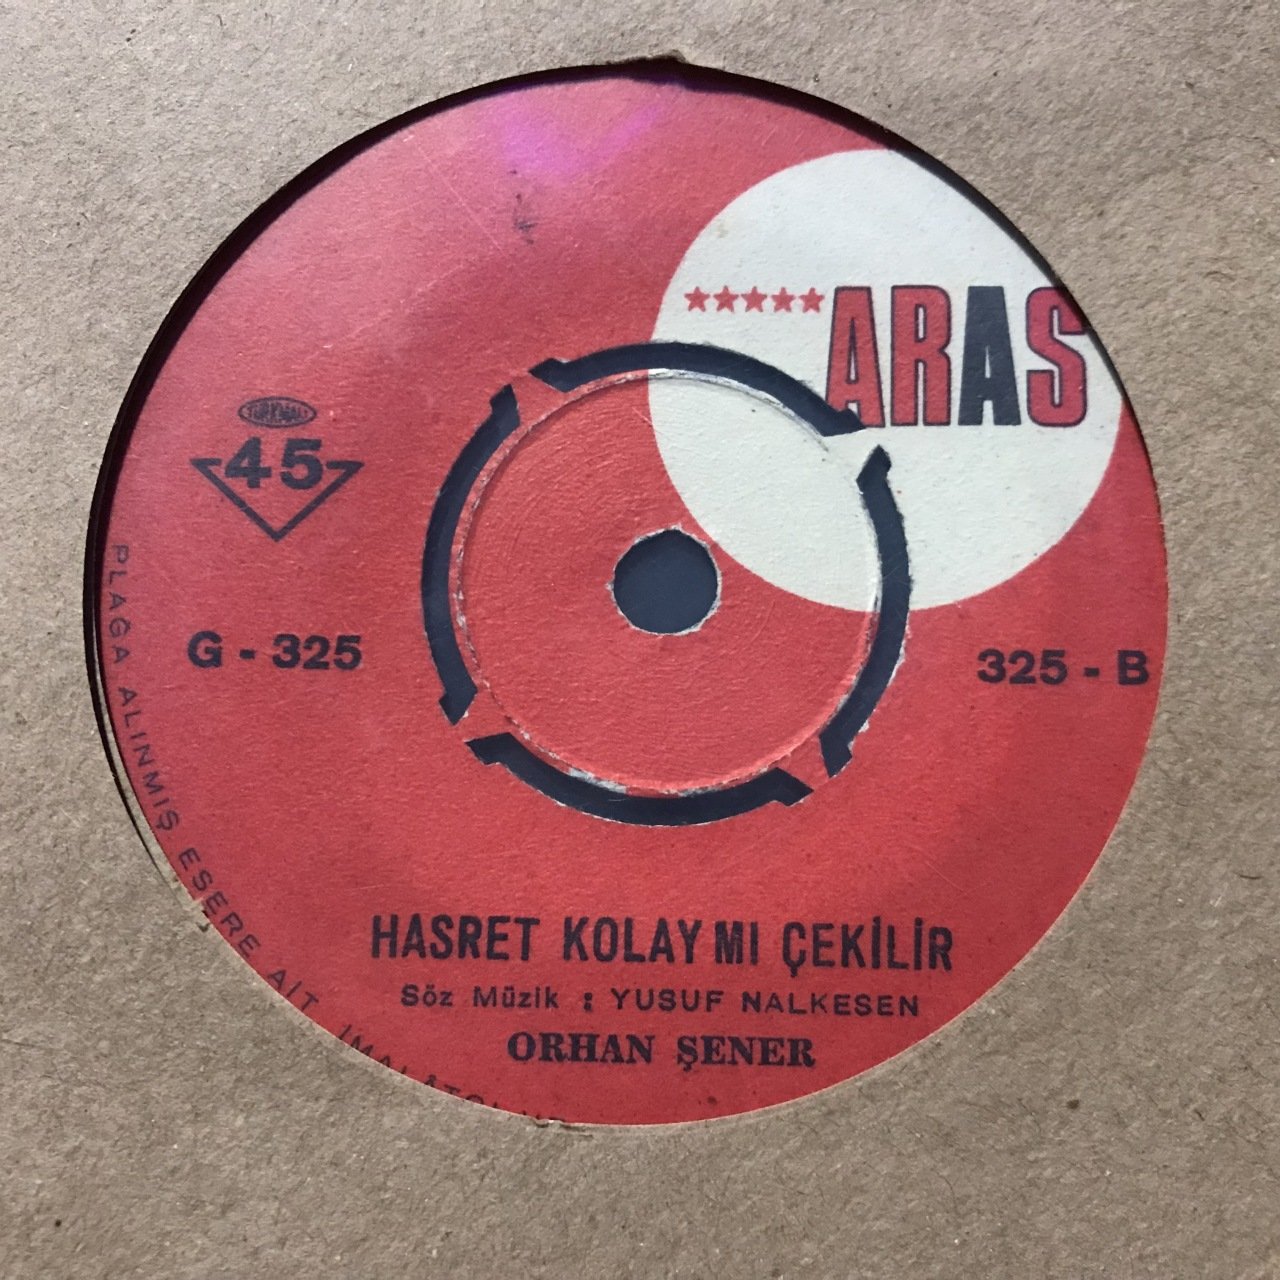 ARAS
45
G - 325
325 - B
HASRET KOLAY MI ÇEKİLİR
Söz Müzik : YUSUF NALKESEN
ORHAN ŞENER
PLAĞA ALINMIŞ ESERE AİT